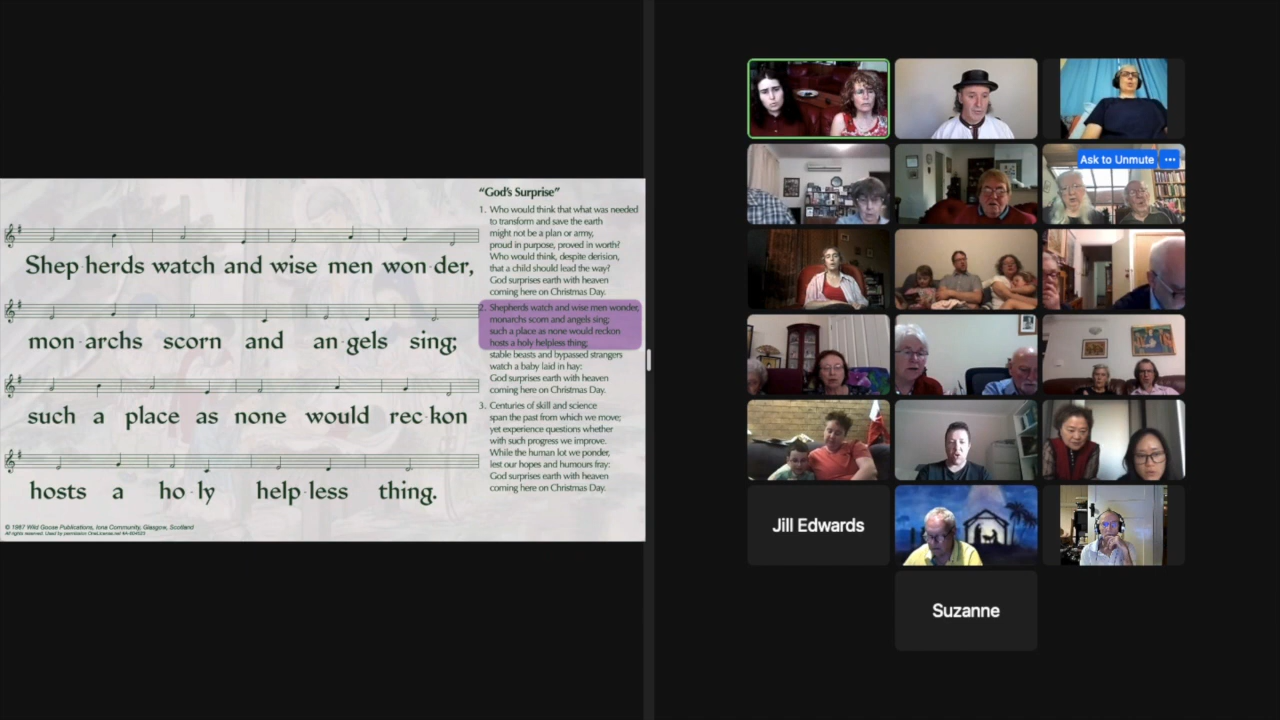 Shep·herds watch and wise men won·der,
mon·archs scorn and an·gels sing;
such a place as none would rec·kon
hosts a ho·ly help·less thing.
© 1987 Wild Goose Publications, Iona Community, Glasgow, Scotland
All rights reserved. Used by permission OneLicense.net
“God’s Surprise”
1. Who would think that what was needed
to transform and save the earth
might not be a plan or army,
proud in purpose, proved in worth?
Who would think, despite derision,
that a child should lead the way?
God surprises earth with heaven
coming here on Christmas Day.
2. Shepherds watch and wise men wonder,
monarchs scorn and angels sing;
such a place as none would reckon
hosts a holy helpless thing;
stable beasts and bypassed strangers
watch a baby laid in hay:
God surprises earth with heaven
coming here on Christmas Day.
3. Centuries of skill and science
span the past from which we move;
yet experience questions whether
with such progress we improve.
While the human lot we ponder,
lest our hopes and humours fray:
God surprises earth with heaven
coming here on Christmas Day.
Ask to Unmute ...
Jill Edwards
Suzanne